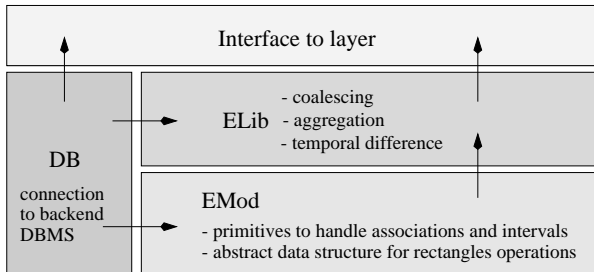 Interface to layer
DB
connection
to backend
DBMS
ELib
- coalescing
- aggregation
- temporal difference
EMod
- primitives to handle associations and intervals
- abstract data structure for rectangles operations